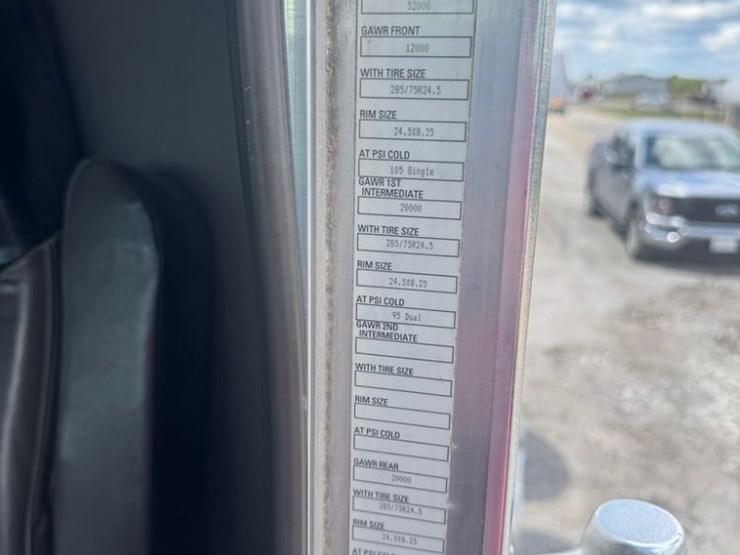 52000
GAWR FRONT
12000
WITH TIRE SIZE
285/75R24.5
RIM SIZE
24.5X8.25
AT PSI COLD
105 Single
GAWR 1ST
INTERMEDIATE
20000
WITH TIRE SIZE
285/75R24.5
RIM SIZE
24.5X8.25
AT PSI COLD
95 Dual
GAWR 2ND
INTERMEDIATE
WITH TIRE SIZE
RIM SIZE
AT PSI COLD
GAWR REAR
20000
WITH TIRE SIZE
285/75R24.5
RIM SIZE
24.5X8.25
AT PSI COLD